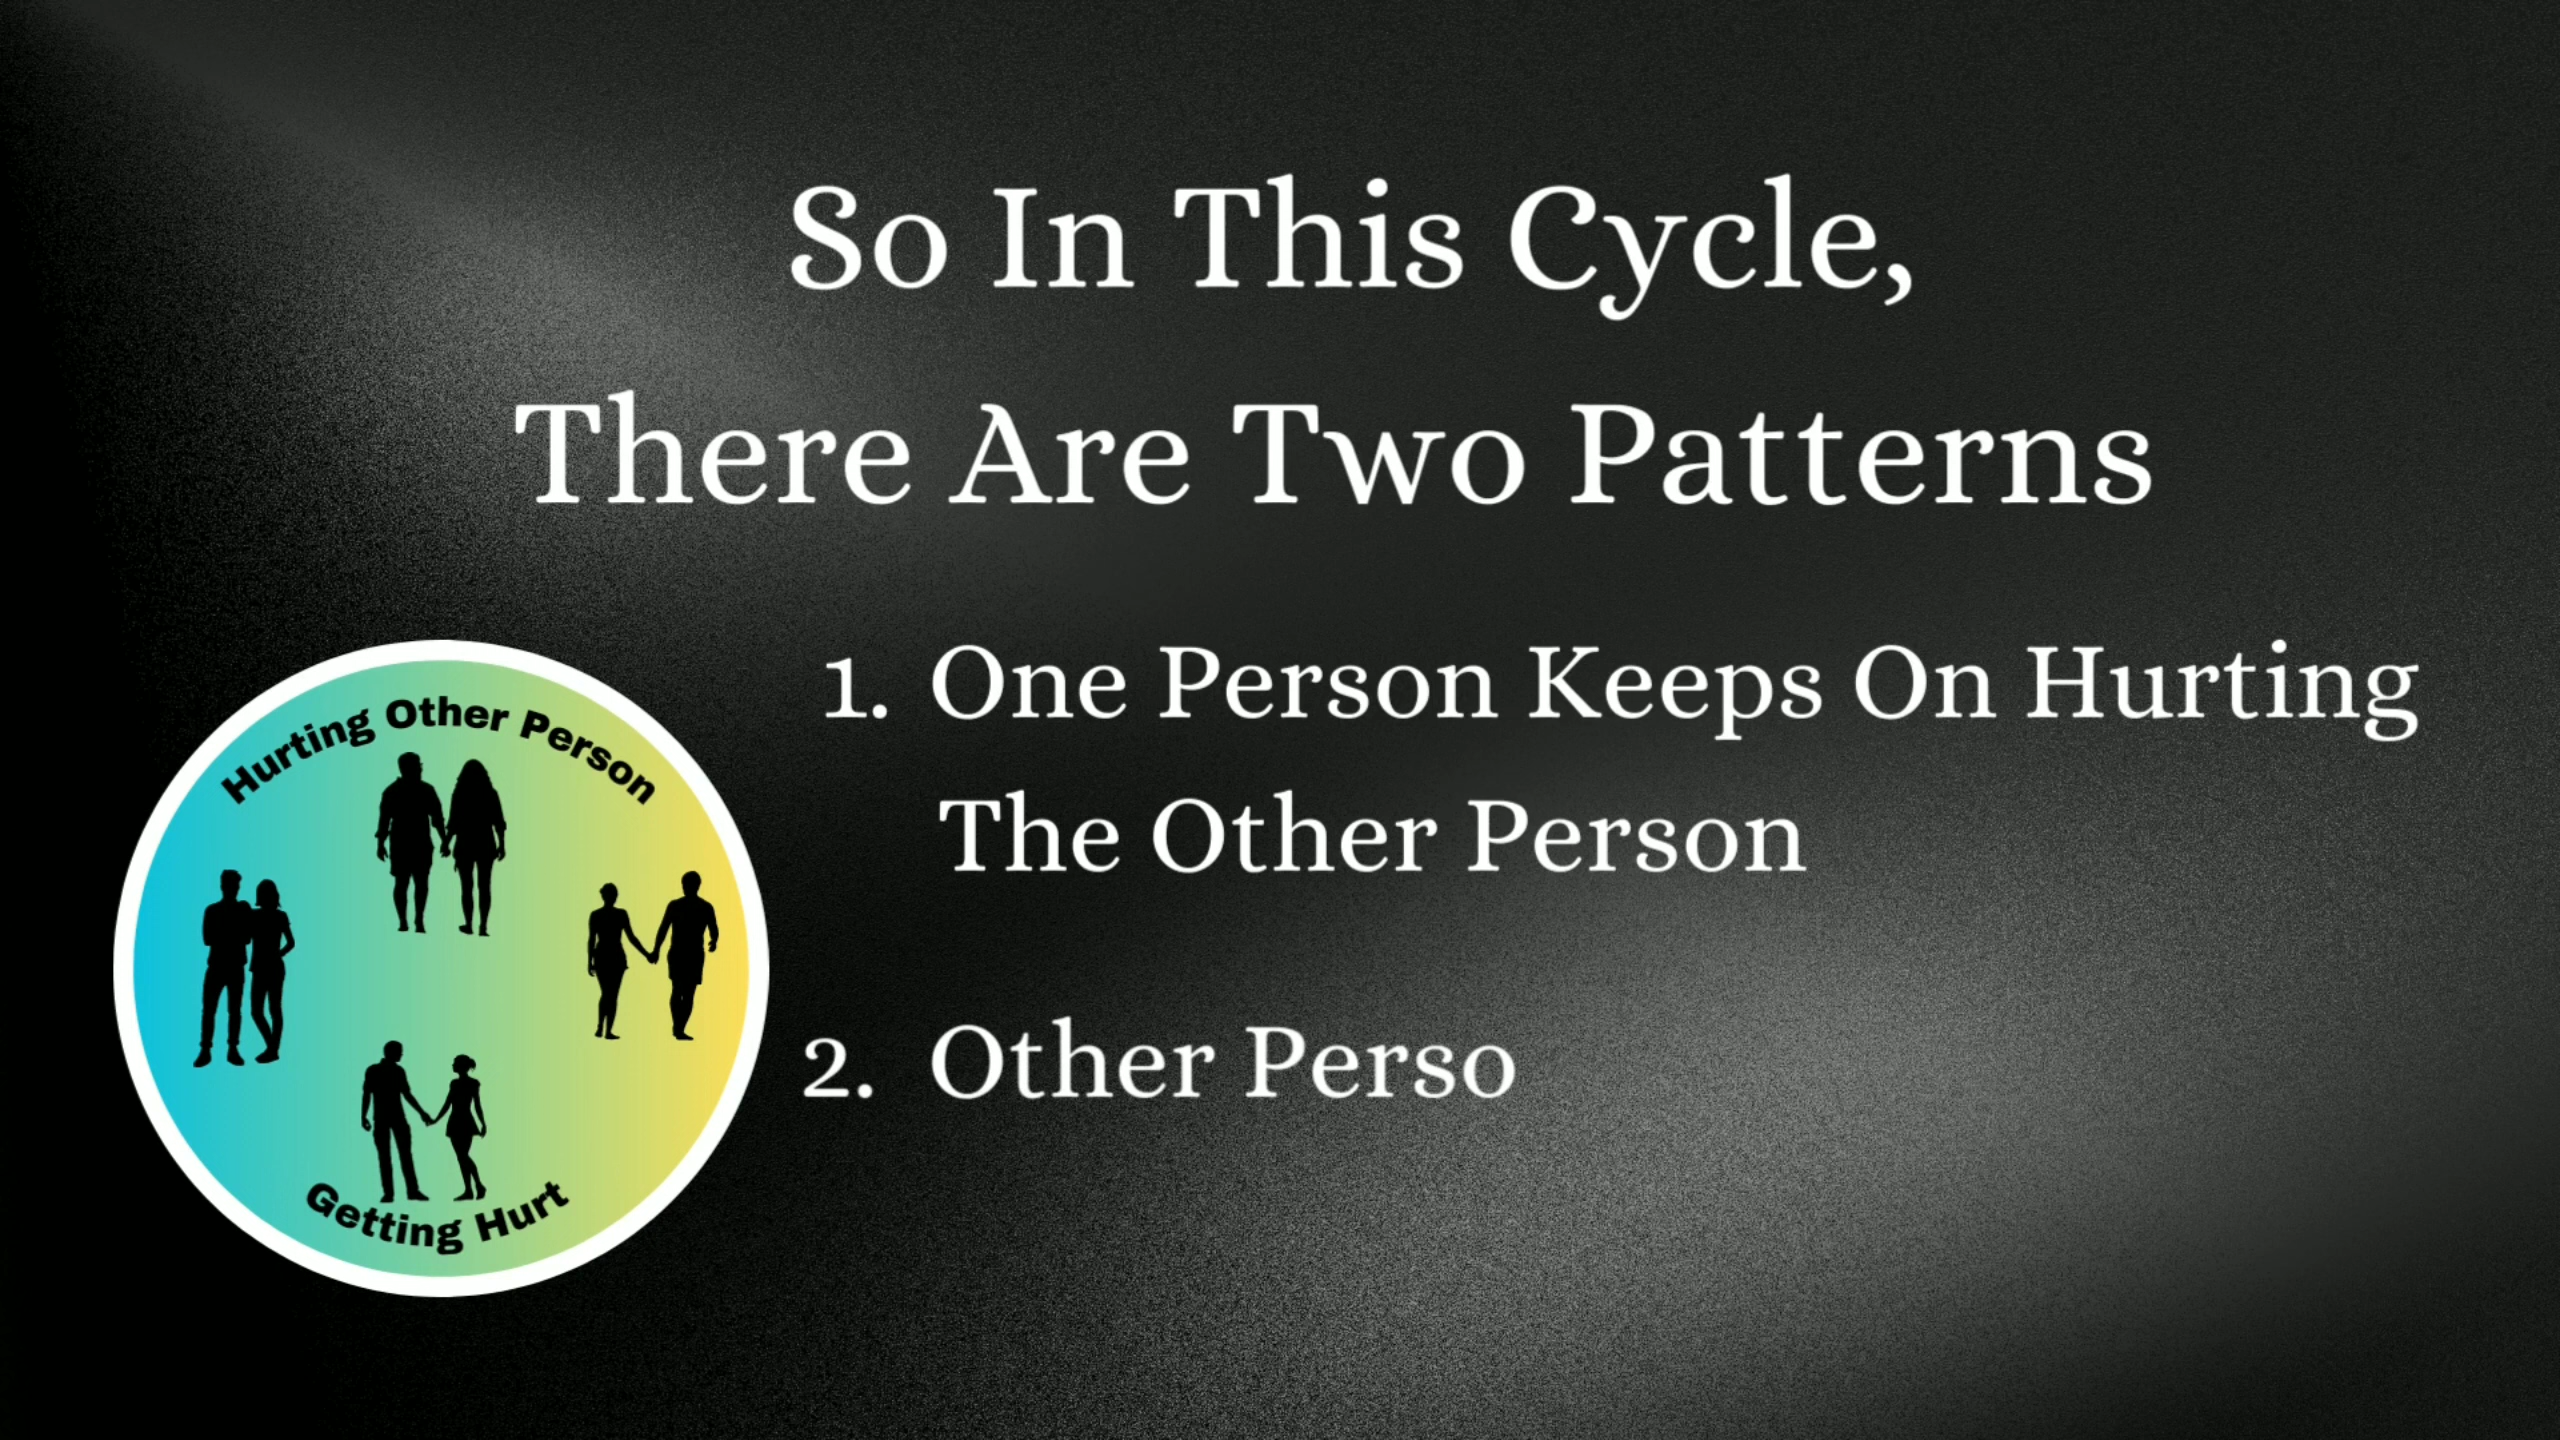 So In This Cycle,
There Are Two Patterns
1. One Person Keeps On Hurting
The Other Person
2. Other Perso
Hurting Other Person
Getting Hurt